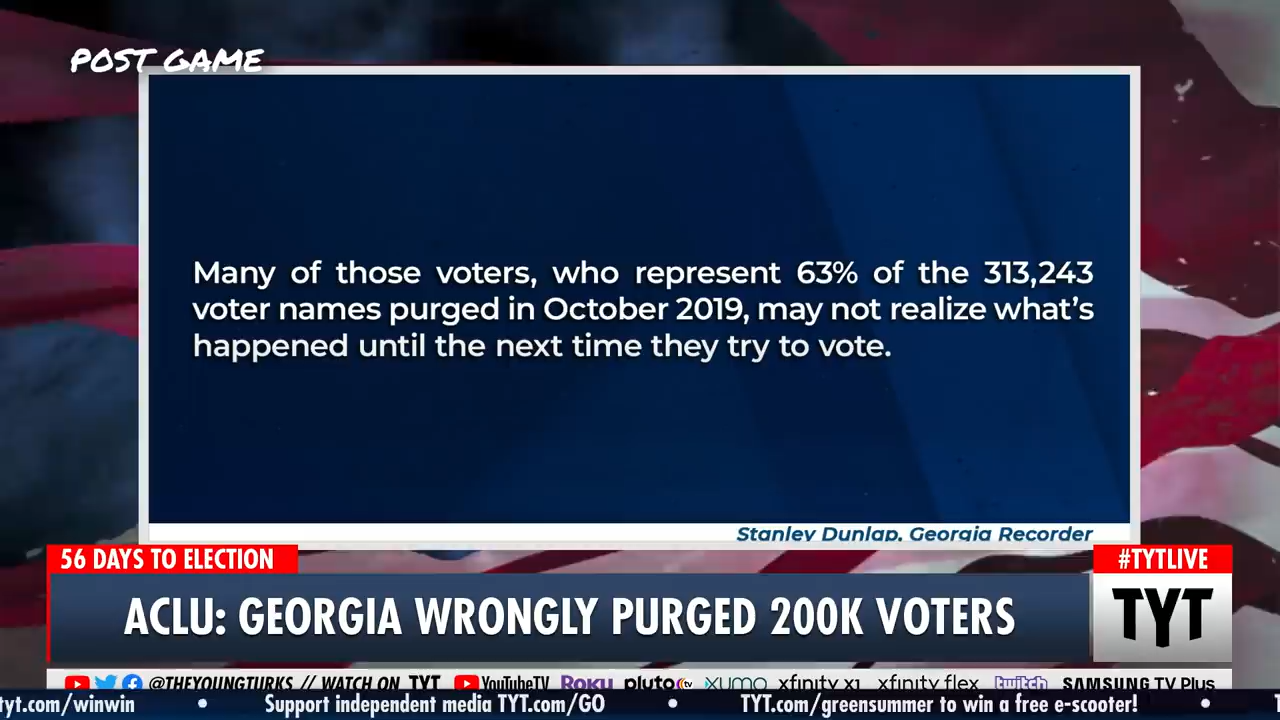 POST GAME
Many of those voters, who represent 63% of the 313,243
voter names purged in October 2019, may not realize what's
happened until the next time they try to vote.
Stanley Dunlap, Georgia Recorder
56 DAYS TO ELECTION
#TYTLIVE
ACLU: GEORGIA WRONGLY PURGED 200K VOTERS
TYT
@THEYOUNGTURKS // WATCH ON TYT YouTubeTV Roku pluto tv xumo xfinity x1 xfinity flex twitch SAMSUNG TV Plus
tyt.com/winwin • Support independent media TYT.com/GO • TYT.com/greensummer to win a free e-scooter! •